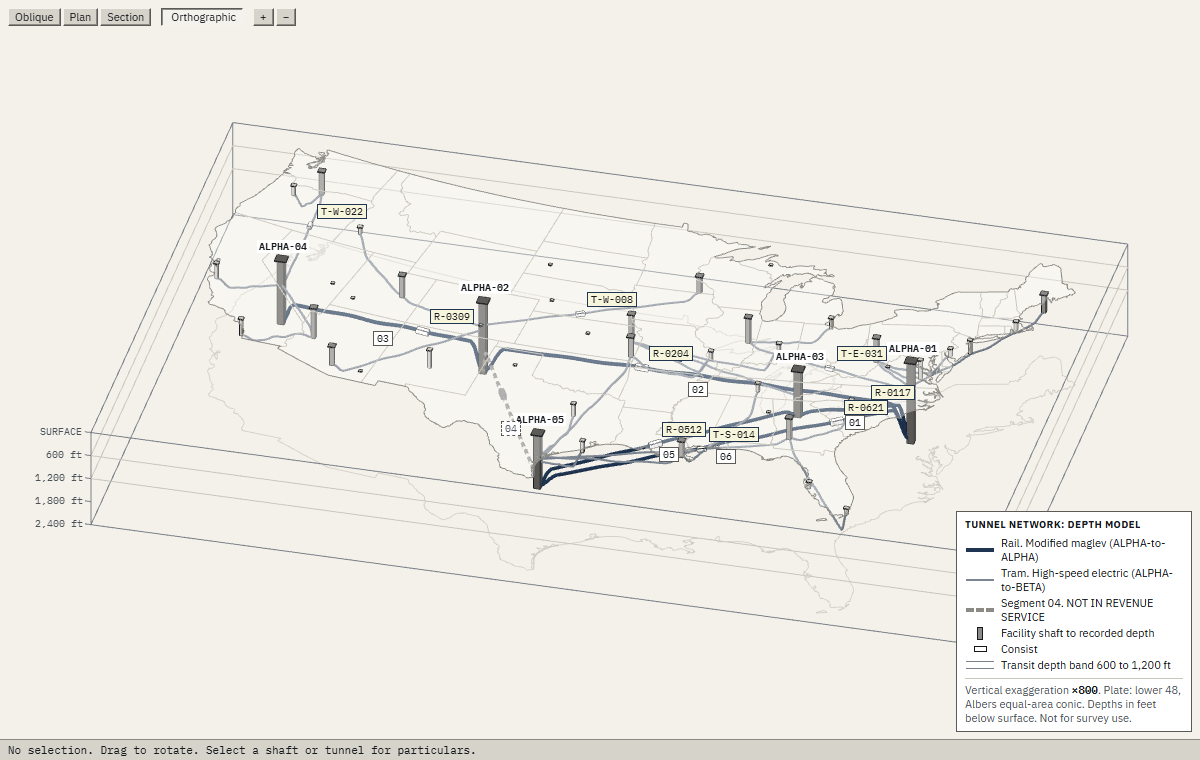 Oblique Plan Section Orthographic + −
T-W-022
ALPHA-04
ALPHA-02
T-W-008
R-0309
03
R-0204
ALPHA-03
T-E-031
ALPHA-01
02
R-0117
R-0621
01
ALPHA-05
04
R-0512
T-S-014
05
06
SURFACE
600 ft
1,200 ft
1,800 ft
2,400 ft
TUNNEL NETWORK: DEPTH MODEL
Rail. Modified maglev (ALPHA-to-
ALPHA)
Tram. High-speed electric (ALPHA-
to-BETA)
Segment 04. NOT IN REVENUE
SERVICE
Facility shaft to recorded depth
Consist
Transit depth band 600 to 1,200 ft
Vertical exaggeration ×800. Plate: lower 48,
Albers equal-area conic. Depths in feet
below surface. Not for survey use.
No selection. Drag to rotate. Select a shaft or tunnel for particulars.